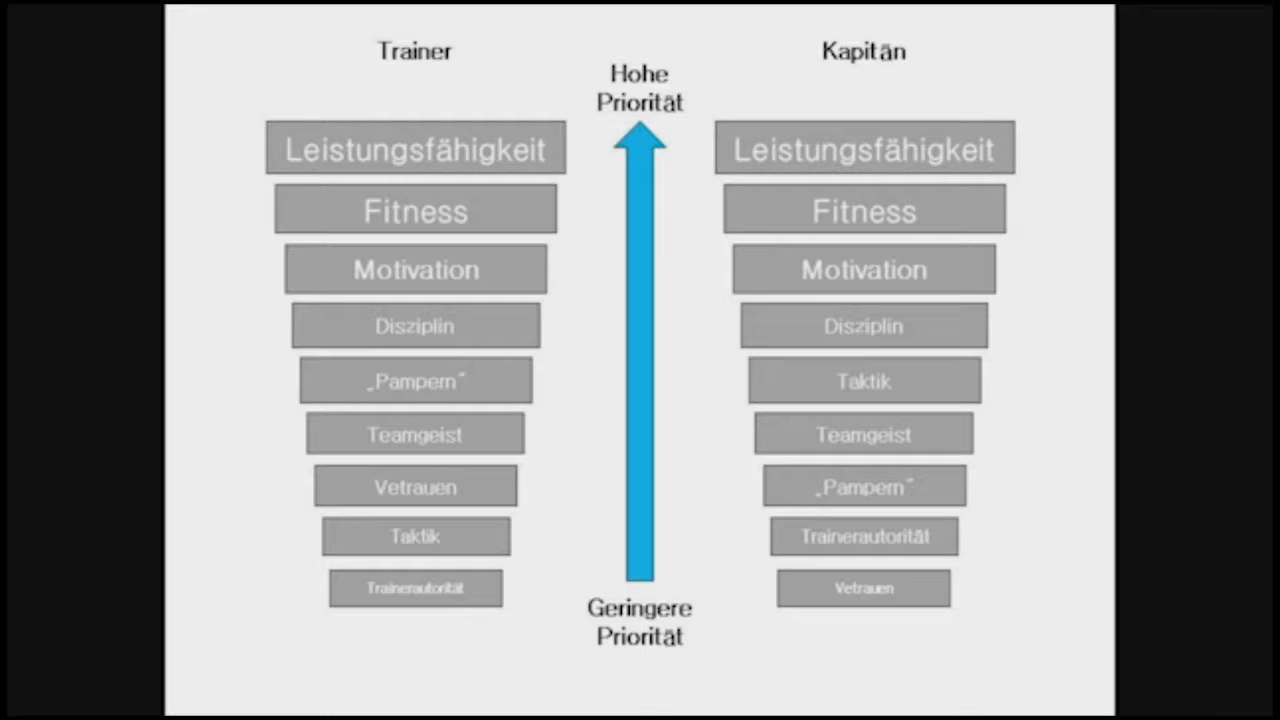 Trainer
Kapitän
Hohe
Priorität
Leistungsfähigkeit
Leistungsfähigkeit
Fitness
Fitness
Motivation
Motivation
Disziplin
Disziplin
„Pampern“
Taktik
Teamgeist
Teamgeist
Vetrauen
„Pampern“
Taktik
Trainerautorität
Trainerautorität
Vetrauen
Geringere
Priorität